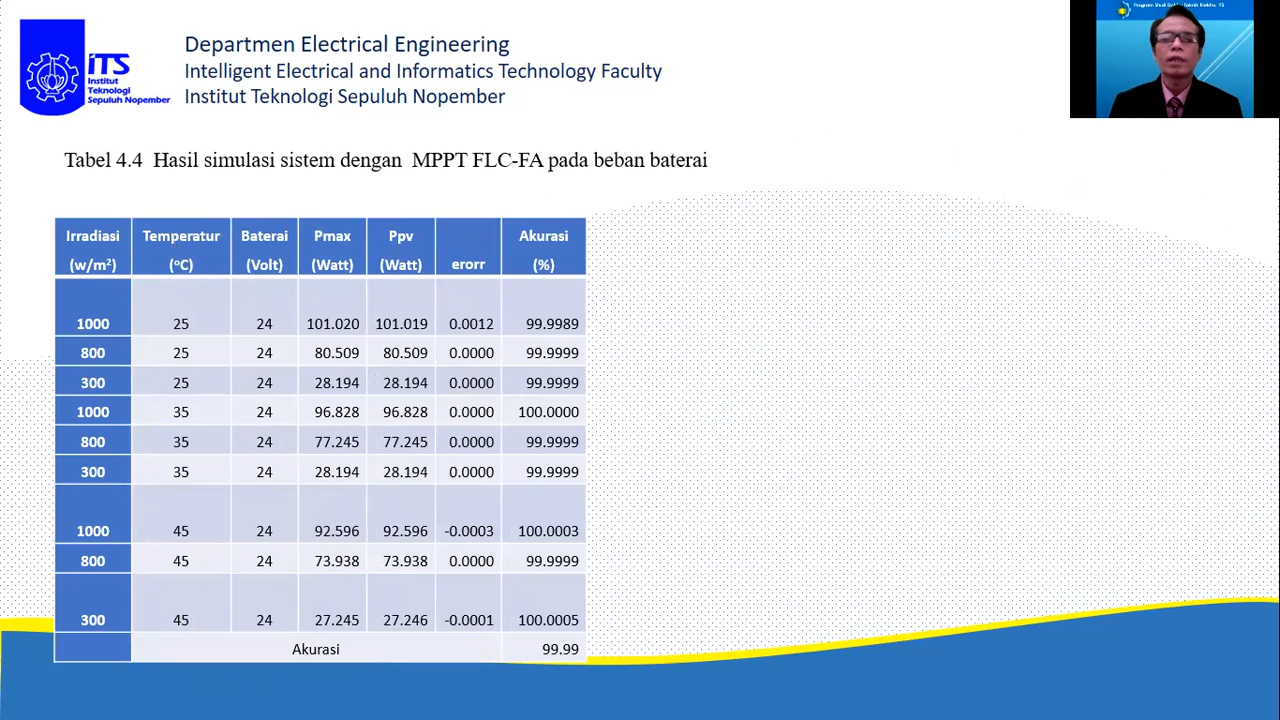 iTS
Institut
Teknologi
Sepuluh Nopember
Departmen Electrical Engineering
Intelligent Electrical and Informatics Technology Faculty
Institut Teknologi Sepuluh Nopember
Tabel 4.4 Hasil simulasi sistem dengan MPPT FLC-FA pada beban baterai
Irradiasi (w/m²) Temperatur (°C) Baterai (Volt) Pmax (Watt) Ppv (Watt) erorr Akurasi (%)
1000 25 24 101.020 101.019 0.0012 99.9989
800 25 24 80.509 80.509 0.0000 99.9999
300 25 24 28.194 28.194 0.0000 99.9999
1000 35 24 96.828 96.828 0.0000 100.0000
800 35 24 77.245 77.245 0.0000 99.9999
300 35 24 28.194 28.194 0.0000 99.9999
1000 45 24 92.596 92.596 -0.0003 100.0003
800 45 24 73.938 73.938 0.0000 99.9999
300 45 24 27.245 27.246 -0.0001 100.0005
Akurasi 99.99